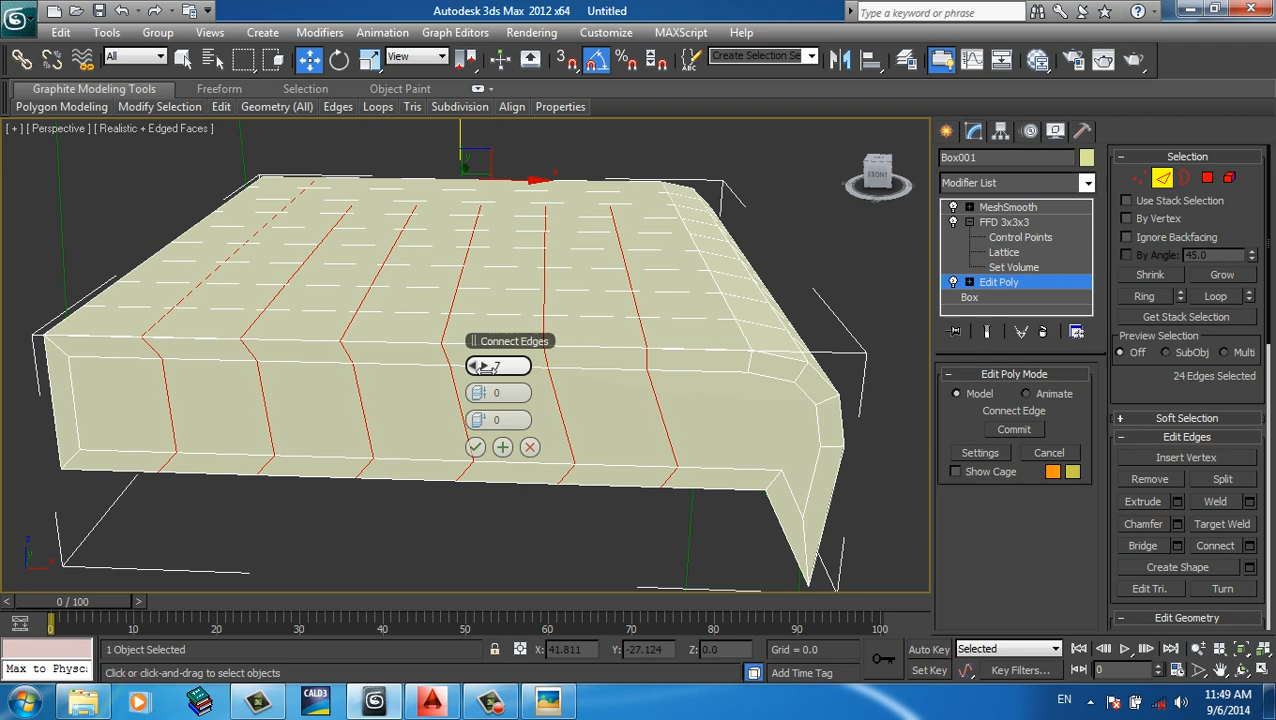 Autodesk 3ds Max 2012 x64 Untitled
Type a keyword or phrase
Edit Tools Group Views Create Modifiers Animation Graph Editors Rendering Customize MAXScript Help
All View Create Selection Se
Graphite Modeling Tools Freeform Selection Object Paint
Polygon Modeling Modify Selection Edit Geometry (All) Edges Loops Tris Subdivision Align Properties
[ + ] [ Perspective ] [ Realistic + Edged Faces ]
FRONT
y
x
Connect Edges
7
0
0
z
y
x
Box001
Modifier List
MeshSmooth
FFD 3x3x3
Control Points
Lattice
Set Volume
Edit Poly
Box
Edit Poly Mode
Model Animate
Connect Edge
Commit
Settings Cancel
Show Cage
Selection
Use Stack Selection
By Vertex
Ignore Backfacing
By Angle: 45.0
Shrink Grow
Ring Loop
Get Stack Selection
Preview Selection
Off SubObj Multi
24 Edges Selected
Soft Selection
Edit Edges
Insert Vertex
Remove Split
Extrude Weld
Chamfer Target Weld
Bridge Connect
Create Shape
Edit Tri. Turn
Edit Geometry
< 0 / 100 >
0 10 20 30 40 50 60 70 80 90 100
1 Object Selected X: 41.811 Y: -27.124 Z: 0.0 Grid = 0.0 Auto Key Selected
Max to Physc. Click or click-and-drag to select objects Add Time Tag Set Key Key Filters... 0
CALD3
EN
11:49 AM
9/6/2014